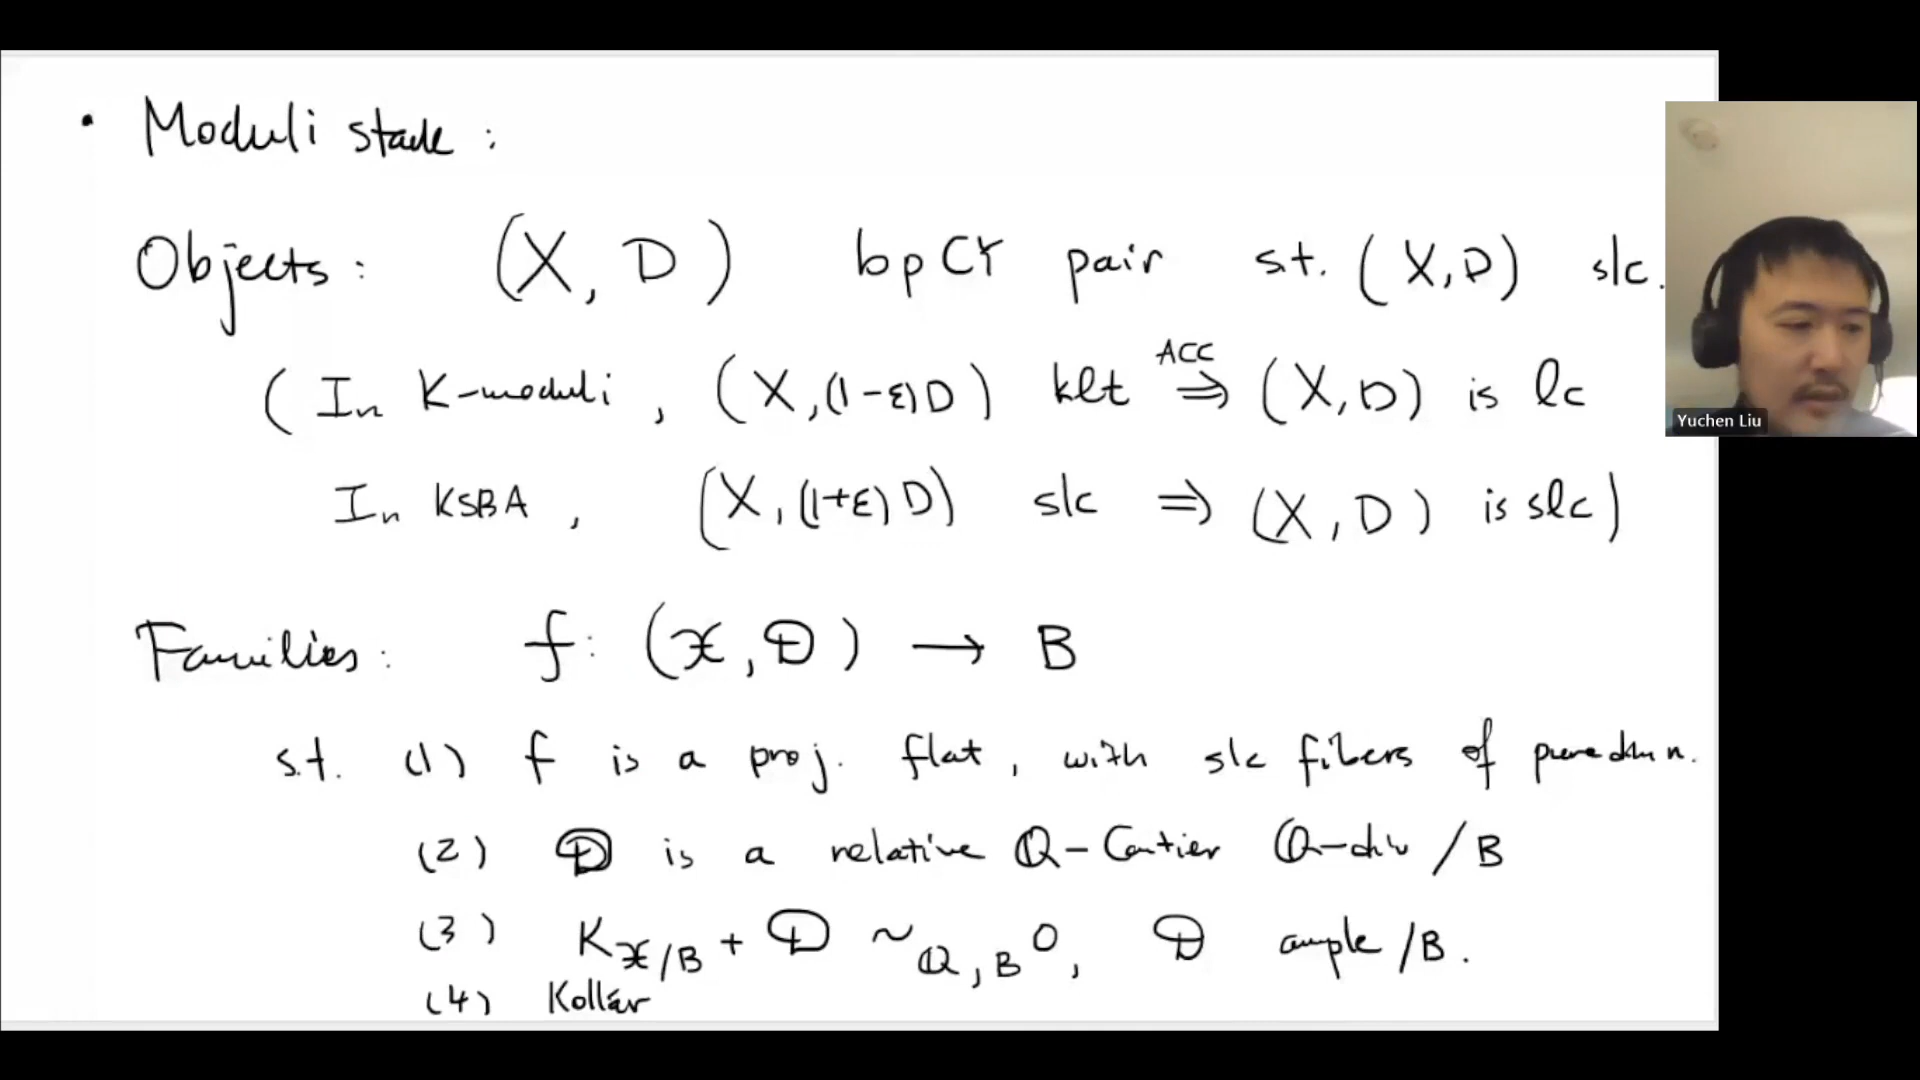 • Moduli stack :
Objects : (X, D) bpCY pair s.t. (X, D) slc.
( In K-moduli , (X, (1-ε)D) klt ACC ⇒ (X, D) is lc
In KSBA , (X, (1+ε)D) slc ⇒ (X, D) is slc )
Families : f : (𝒳, 𝒟) → B
s.t. (1) f is a proj. flat, with slc fibers of pure dim n.
(2) 𝒟 is a relative ℚ-Cartier ℚ-div / B
(3) K_{𝒳/B} + 𝒟 ~_{ℚ, B} 0, 𝒟 ample / B.
(4) Kollár
Yuchen Liu